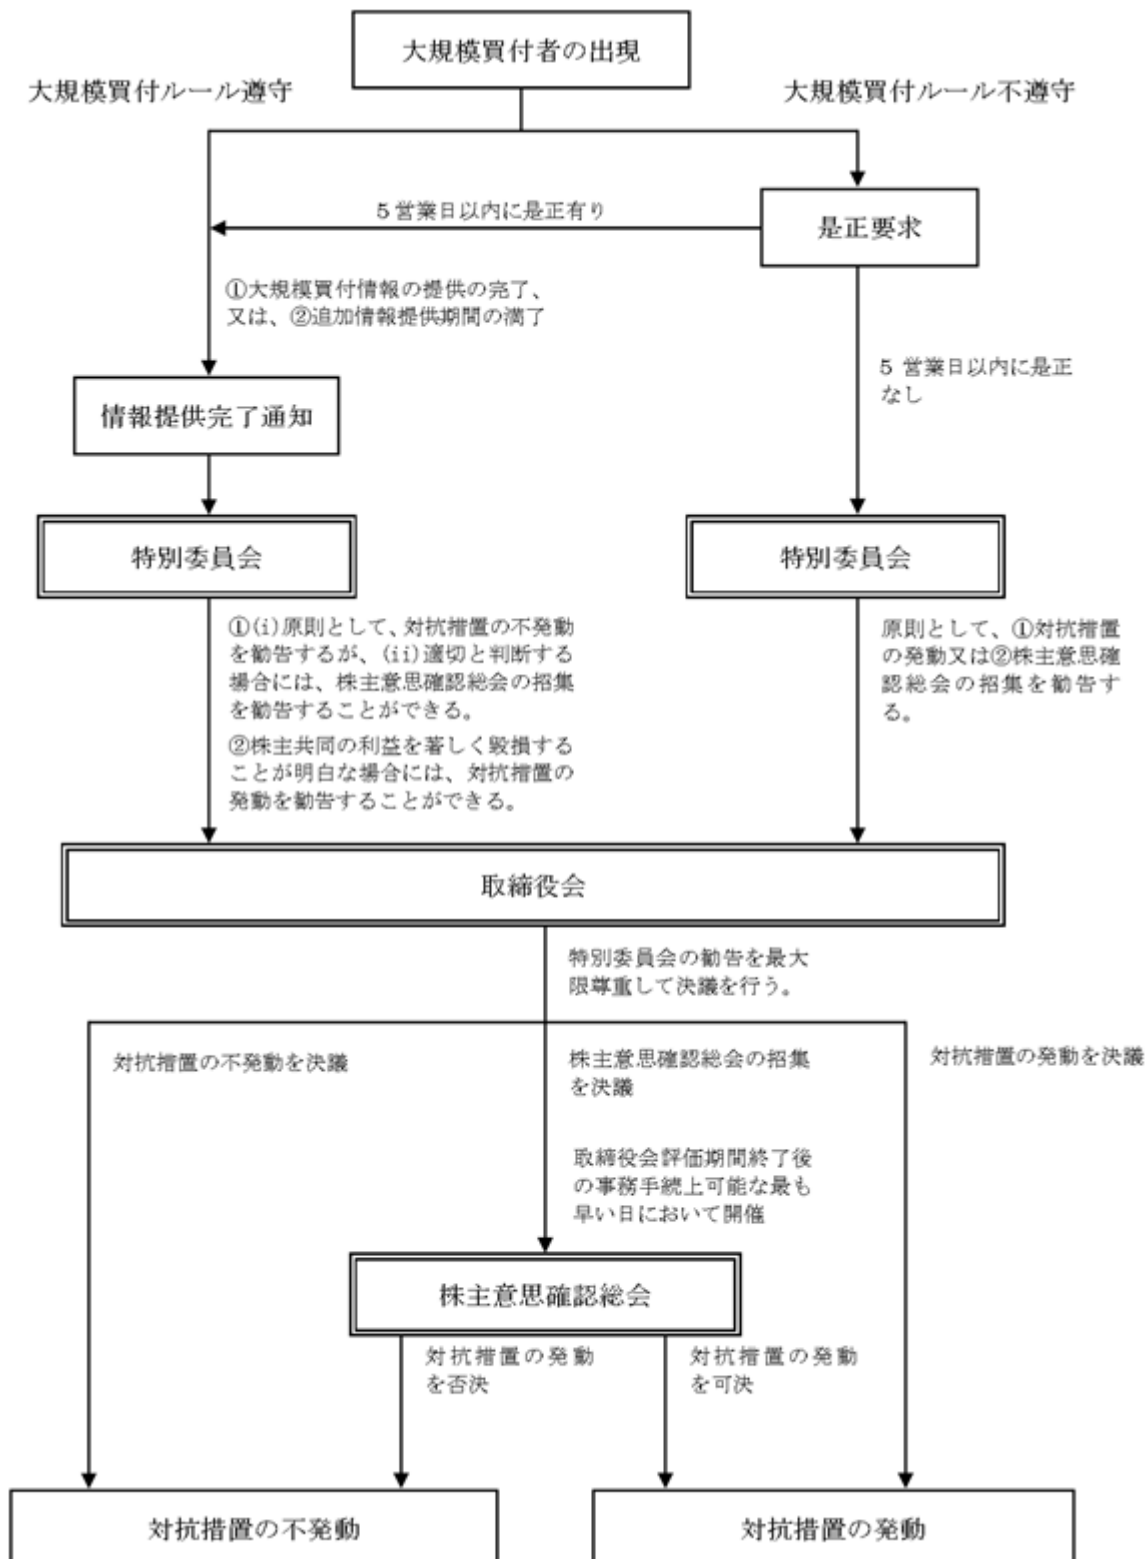 大規模買付者の出現
大規模買付ルール遵守
大規模買付ルール不遵守
5営業日以内に是正有り
是正要求
①大規模買付情報の提供の完了、
又は、②追加情報提供期間の満了
5 営業日以内に是正
なし
情報提供完了通知
特別委員会
特別委員会
①(i)原則として、対抗措置の不発動
を勧告するが、(ii)適切と判断する
場合には、株主意思確認総会の招集
を勧告することができる。
②株主共同の利益を著しく毀損する
ことが明白な場合には、対抗措置の
発動を勧告することができる。
原則として、①対抗措置
の発動又は②株主意思確
認総会の招集を勧告す
る。
取締役会
特別委員会の勧告を最大
限尊重して決議を行う。
対抗措置の不発動を決議
株主意思確認総会の招集
を決議
対抗措置の発動を決議
取締役会評価期間終了後
の事務手続上可能な最も
早い日において開催
株主意思確認総会
対抗措置の発動
を否決
対抗措置の発動
を可決
対抗措置の不発動
対抗措置の発動